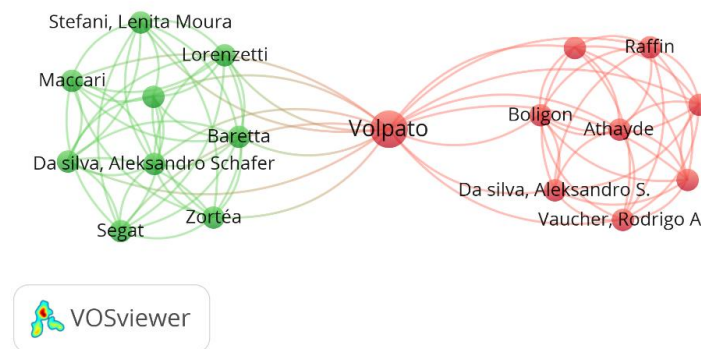 Stefani, Lenita Moura
Lorenzetti
Maccari
Baretta
Da silva, Aleksandro Schafer
Zortéa
Segat
Volpato
Raffin
Boligon
Athayde
Da silva, Aleksandro S.
Vaucher, Rodrigo A
VOSviewer